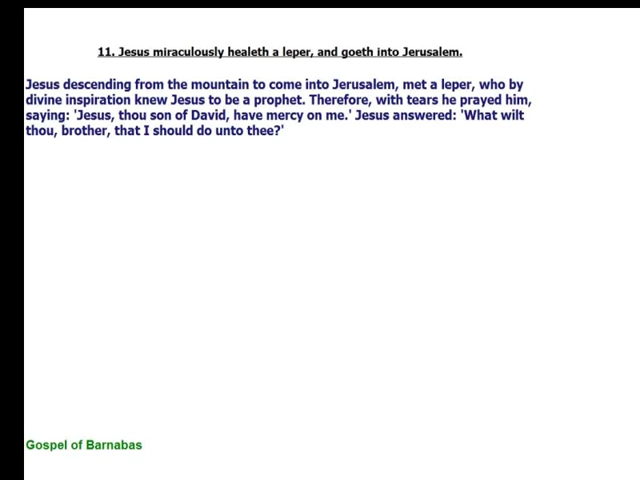 11. Jesus miraculously healeth a leper, and goeth into Jerusalem.
Jesus descending from the mountain to come into Jerusalem, met a leper, who by
divine inspiration knew Jesus to be a prophet. Therefore, with tears he prayed him,
saying: 'Jesus, thou son of David, have mercy on me.' Jesus answered: 'What wilt
thou, brother, that I should do unto thee?'
Gospel of Barnabas